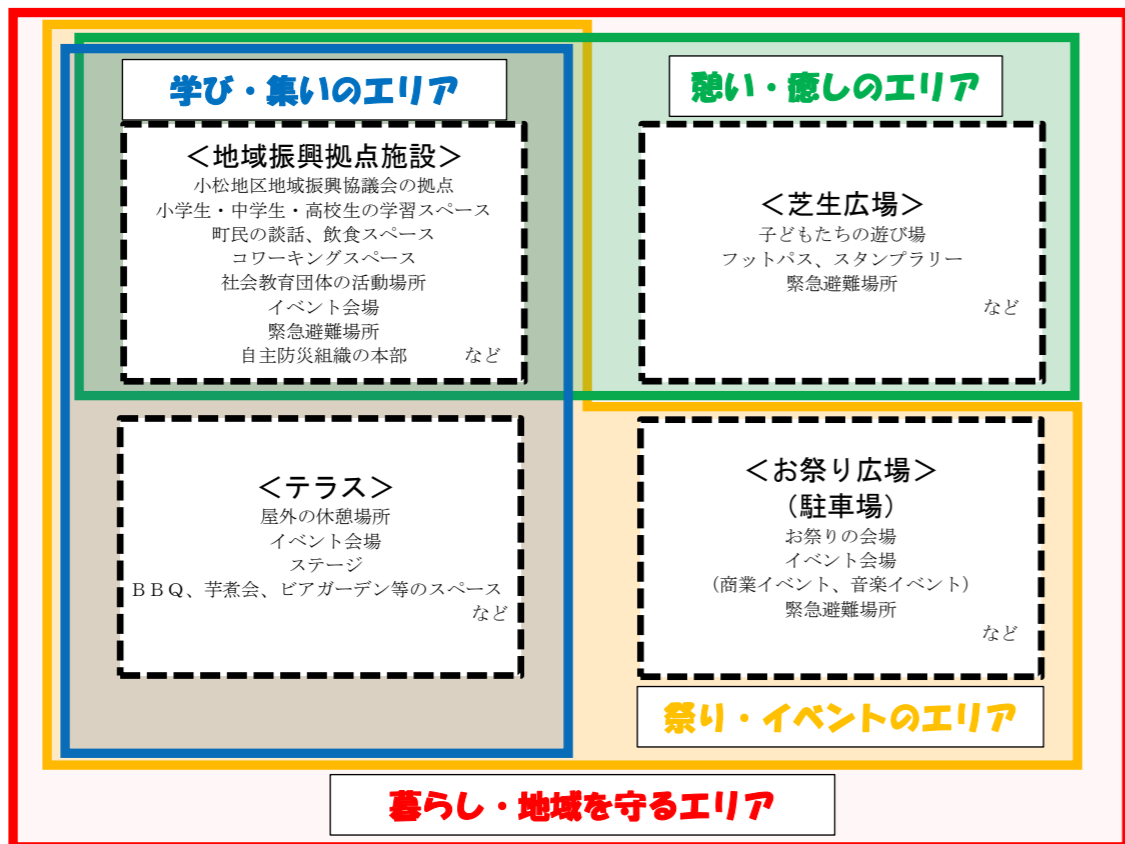 学び・集いのエリア
＜地域振興拠点施設＞
小松地区地域振興協議会の拠点
小学生・中学生・高校生の学習スペース
町民の談話、飲食スペース
コワーキングスペース
社会教育団体の活動場所
イベント会場
緊急避難場所
自主防災組織の本部　　　など
憩い・癒しのエリア
＜芝生広場＞
子どもたちの遊び場
フットパス、スタンプラリー
緊急避難場所
など
＜テラス＞
屋外の休憩場所
イベント会場
ステージ
ＢＢＱ、芋煮会、ビアガーデン等のスペース
など
＜お祭り広場＞
（駐車場）
お祭りの会場
イベント会場
（商業イベント、音楽イベント）
緊急避難場所
など
祭り・イベントのエリア
暮らし・地域を守るエリア